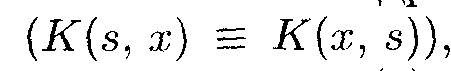 (K(s, x) ≡ K(x, s)),